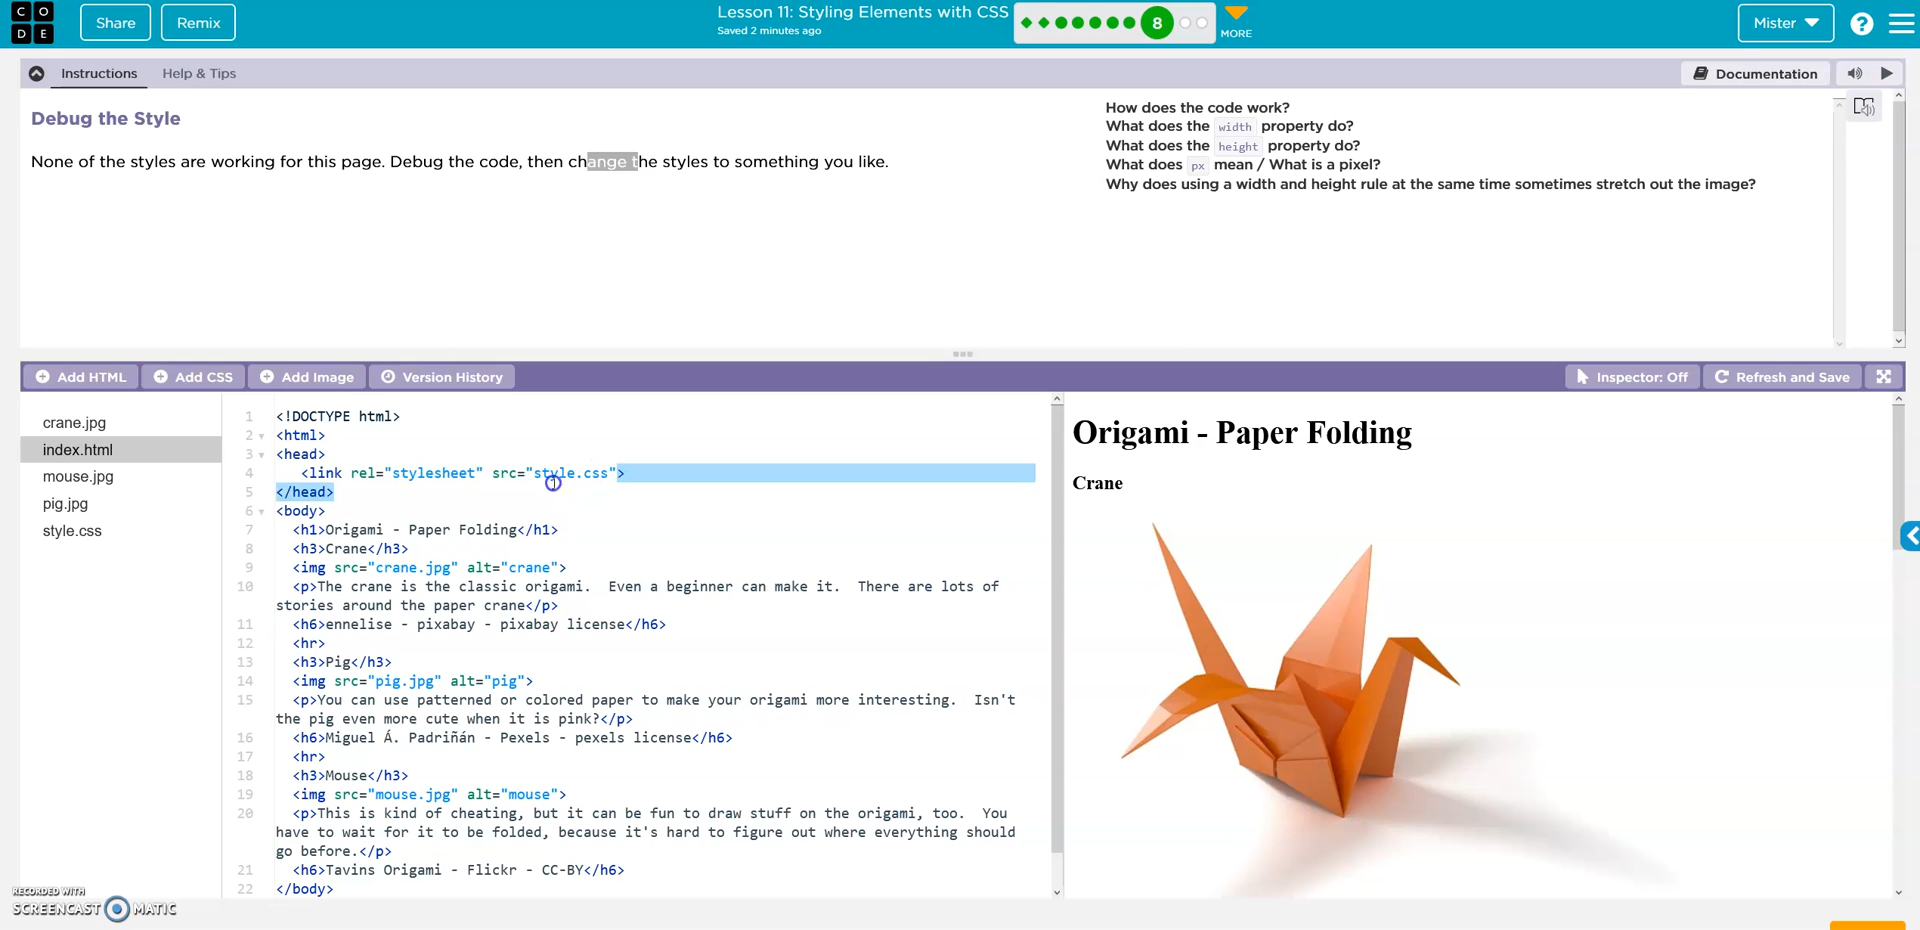 CO
DE
Share
Remix
Lesson 11: Styling Elements with CSS
Saved 2 minutes ago
8
MORE
Mister
?
Instructions
Help & Tips
Documentation
Debug the Style
None of the styles are working for this page. Debug the code, then change the styles to something you like.
How does the code work?
What does the width property do?
What does the height property do?
What does px mean / What is a pixel?
Why does using a width and height rule at the same time sometimes stretch out the image?
Add HTML
Add CSS
Add Image
Version History
Inspector: Off
Refresh and Save
crane.jpg
index.html
mouse.jpg
pig.jpg
style.css
1 <!DOCTYPE html>
2 <html>
3 <head>
4 <link rel="stylesheet" src="style.css">
5 </head>
6 <body>
7 <h1>Origami - Paper Folding</h1>
8 <h3>Crane</h3>
9 <img src="crane.jpg" alt="crane">
10 <p>The crane is the classic origami.  Even a beginner can make it.  There are lots of
stories around the paper crane</p>
11 <h6>ennelise - pixabay - pixabay license</h6>
12 <hr>
13 <h3>Pig</h3>
14 <img src="pig.jpg" alt="pig">
15 <p>You can use patterned or colored paper to make your origami more interesting.  Isn't
the pig even more cute when it is pink?</p>
16 <h6>Miguel Á. Padriñán - Pexels - pexels license</h6>
17 <hr>
18 <h3>Mouse</h3>
19 <img src="mouse.jpg" alt="mouse">
20 <p>This is kind of cheating, but it can be fun to draw stuff on the origami, too.  You
have to wait for it to be folded, because it's hard to figure out where everything should
go before.</p>
21 <h6>Tavins Origami - Flickr - CC-BY</h6>
22 </body>
Origami - Paper Folding
Crane
RECORDED WITH
SCREENCAST MATIC